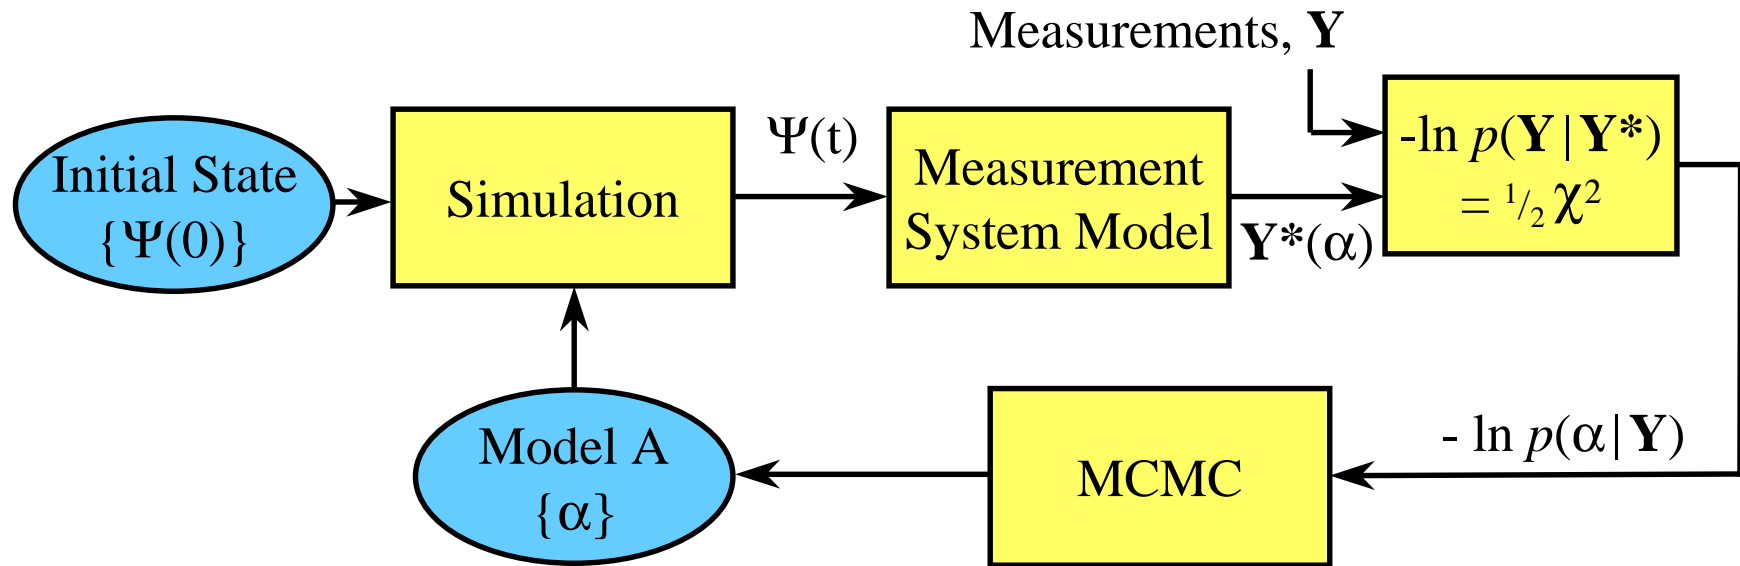 Measurements, Y
Initial State
{Ψ(0)}
Simulation
Ψ(t)
Measurement
System Model
Y*(α)
-ln p(Y|Y*)
= 1/2 χ²
- ln p(α|Y)
MCMC
Model A
{α}